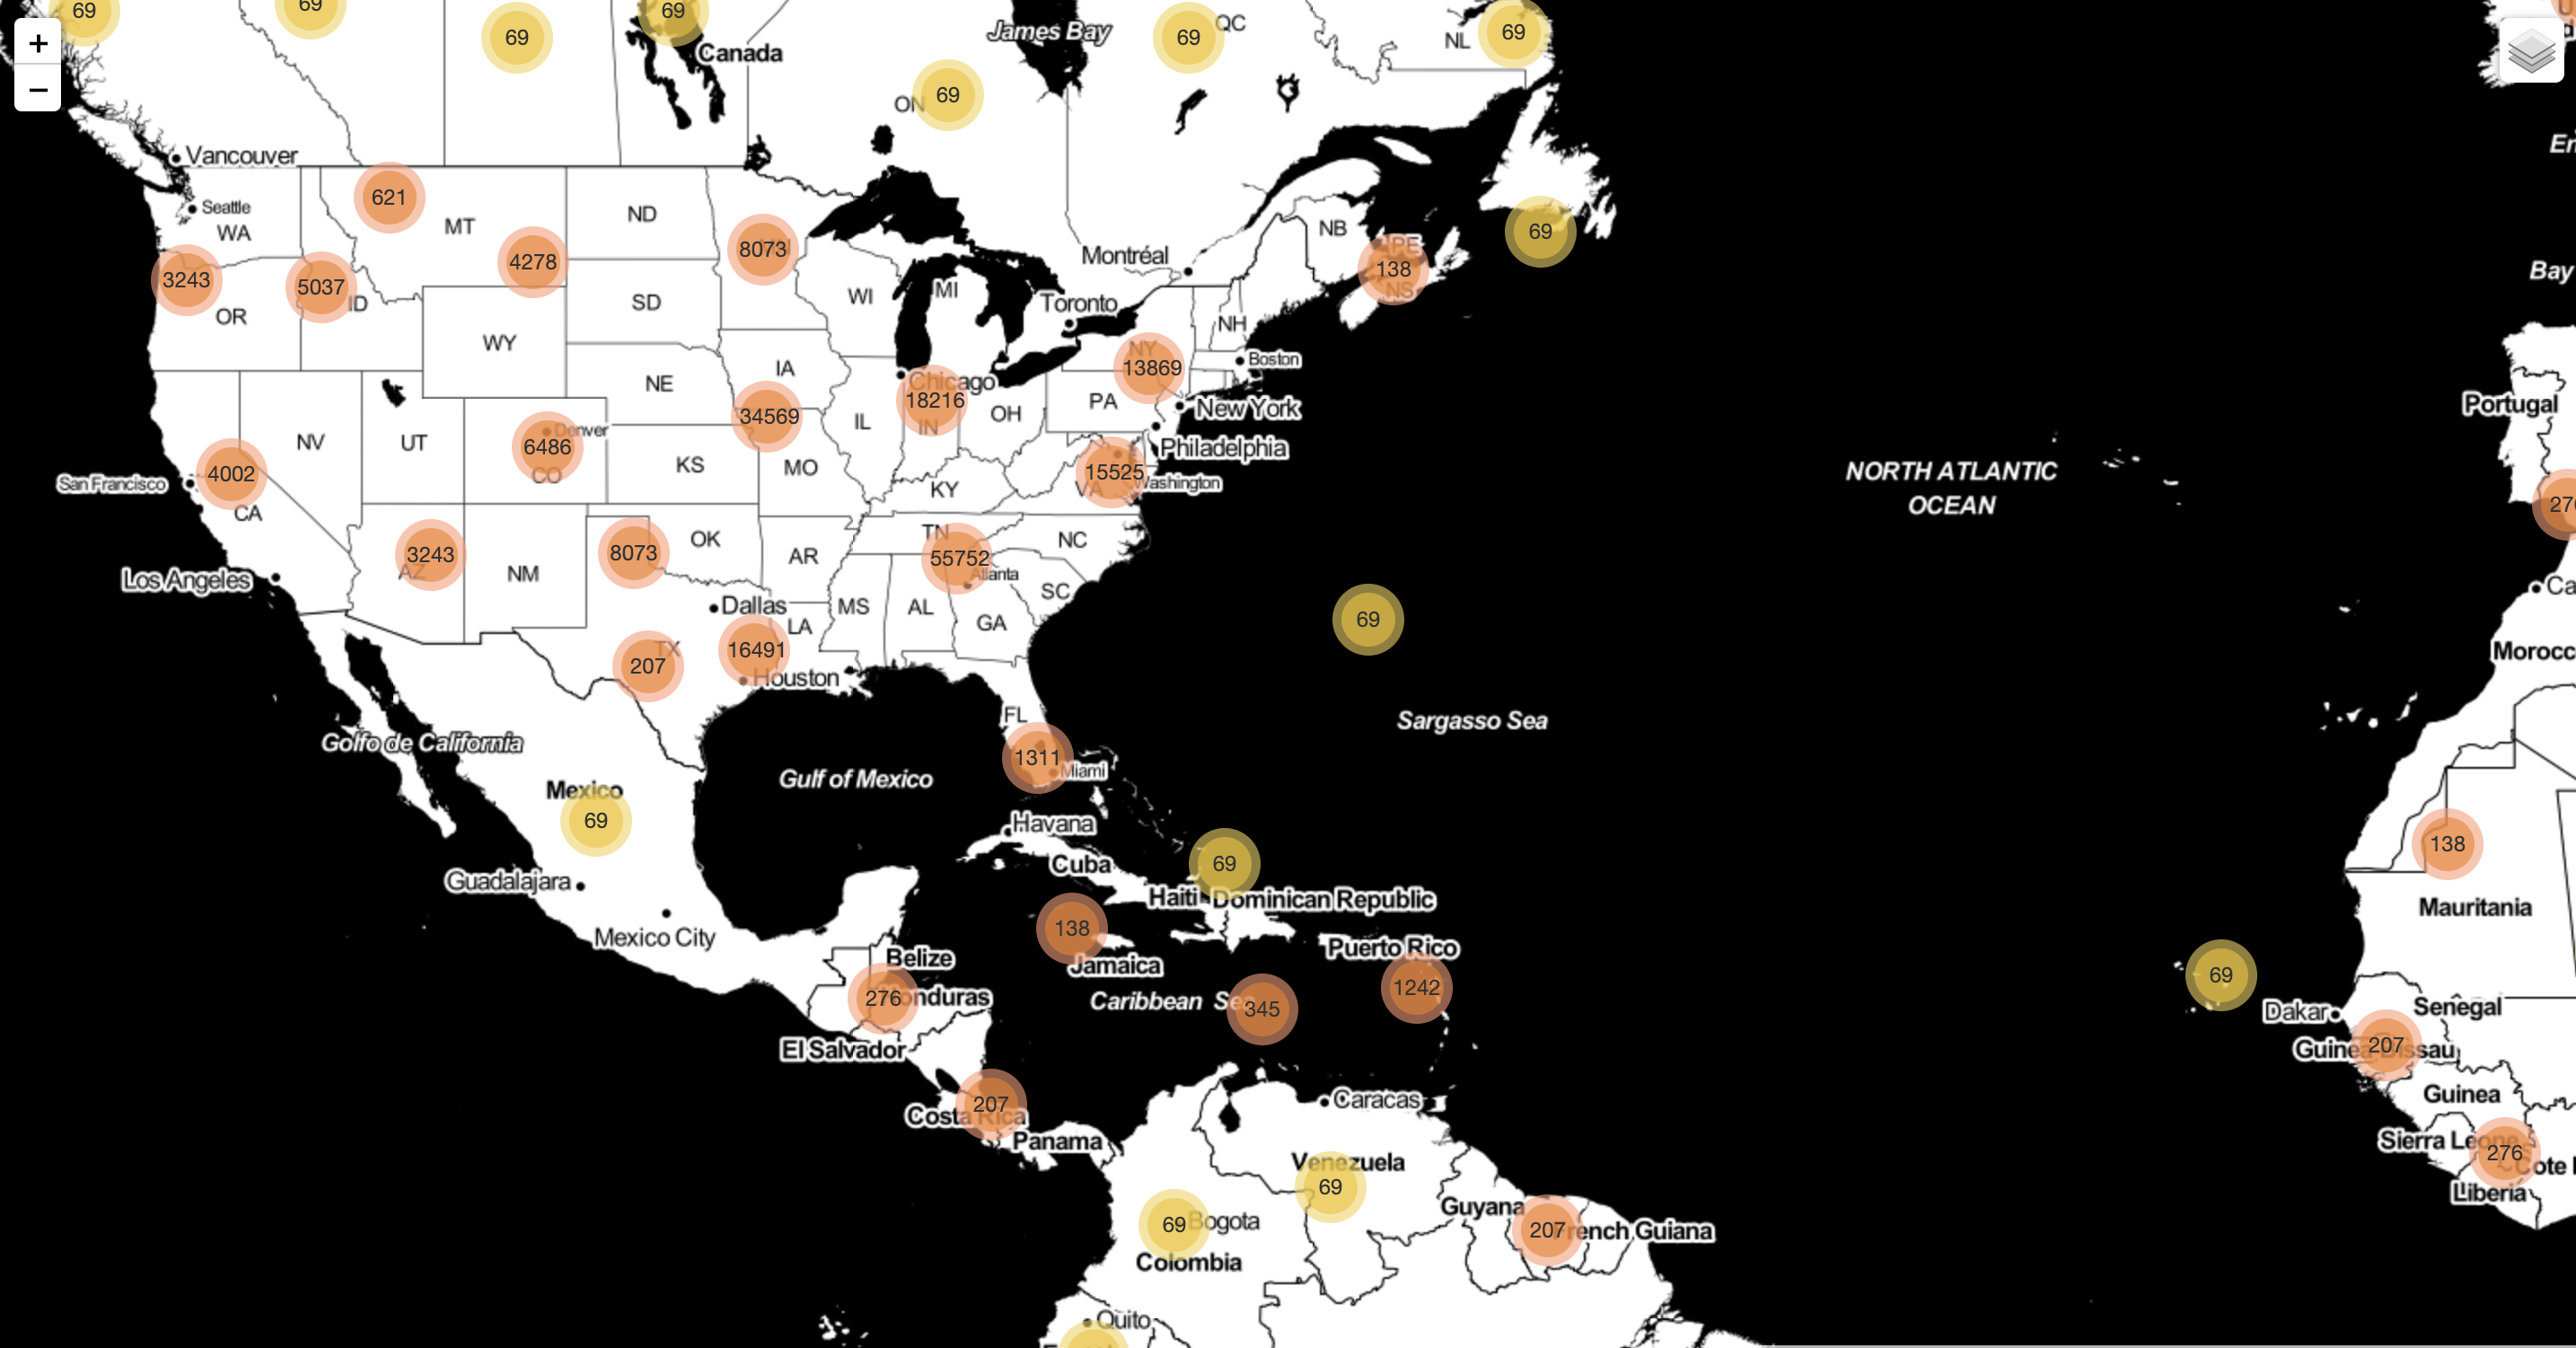 69
69
69
69
QC
69
69
NL
+
−
James Bay
Canada
ON
69
Vancouver
621
Seattle
WA
MT
ND
8073
NB
PE
138
NS
69
Montréal
3243
5037
ID
4278
OR
SD
WI
MI
Toronto
NH
WY
IA
NY
13869
Boston
NE
Chicago
18216
IN
34569
IL
OH
PA
New York
NV
UT
Denver
6486
CO
KS
MO
KY
Philadelphia
15525
VA
Washington
San Francisco
4002
CA
NORTH ATLANTIC
OCEAN
Portugal
3243
AZ
NM
8073
OK
AR
TN
55752
Atlanta
NC
SC
Los Angeles
Dallas
LA
MS
AL
GA
69
TX
207
16491
Houston
Morocc
FL
Sargasso Sea
Golfo de California
Gulf of Mexico
1311
Miami
Mexico
69
Havana
Cuba
69
138
Mauritania
Guadalajara
Haiti
Dominican Republic
Mexico City
138
Jamaica
Puerto Rico
1242
Belize
276
Honduras
Caribbean Sea
345
69
Dakar
Senegal
El Salvador
207
Guinea Bissau
207
Costa Rica
Panama
Caracas
Guinea
Sierra Leone
276
Cote
Liberia
Venezuela
69
69
Bogota
Colombia
Guyana
207
French Guiana
Quito